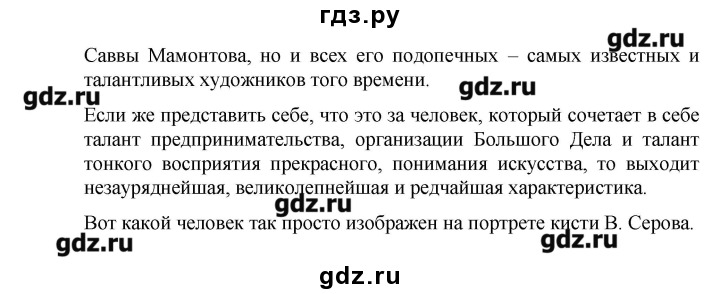 гдз.ру
Саввы Мамонтова, но и всех его подопечных – самых известных и
gdz.ru
талантливых художников того времени.
gdz.ru
gdz.ru
Если же представить себе, что это за человек, который сочетает в себе
талант предпринимательства, организации Большого Дела и талант
тонкого восприятия прекрасного, понимания искусства, то выходит
незауряднейшая, великолепнейшая и редчайшая характеристика.
gdz.ru
Вот какой человек так просто изображен на портрете кисти В. Серова.
gdz.ru
gdz.ru
gdz.ru